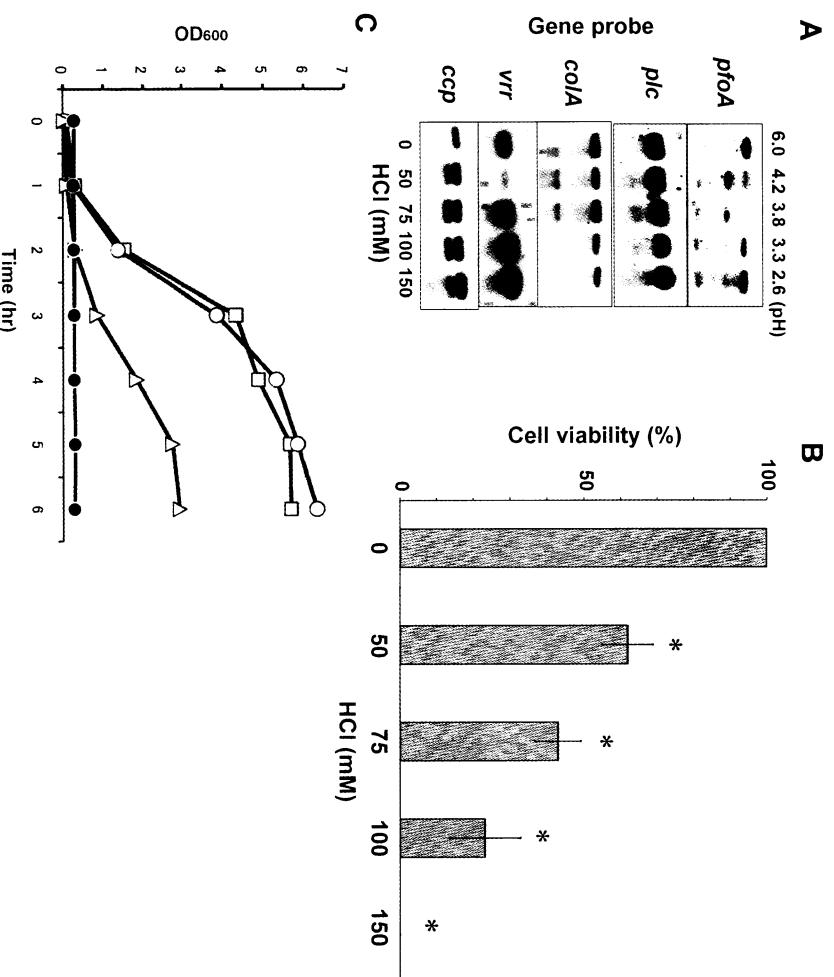 A
6.0 4.2 3.8 3.3 2.6 (pH)
Gene probe
pfoA
plc
colA
vrr
ccp
0 50 75 100 150
HCl (mM)
B
Cell viability (%)
100
50
0
*
*
*
*
0 50 75 100 150
HCl (mM)
C
OD600
7
6
5
4
3
2
1
0
0 1 2 3 4 5 6
Time (hr)